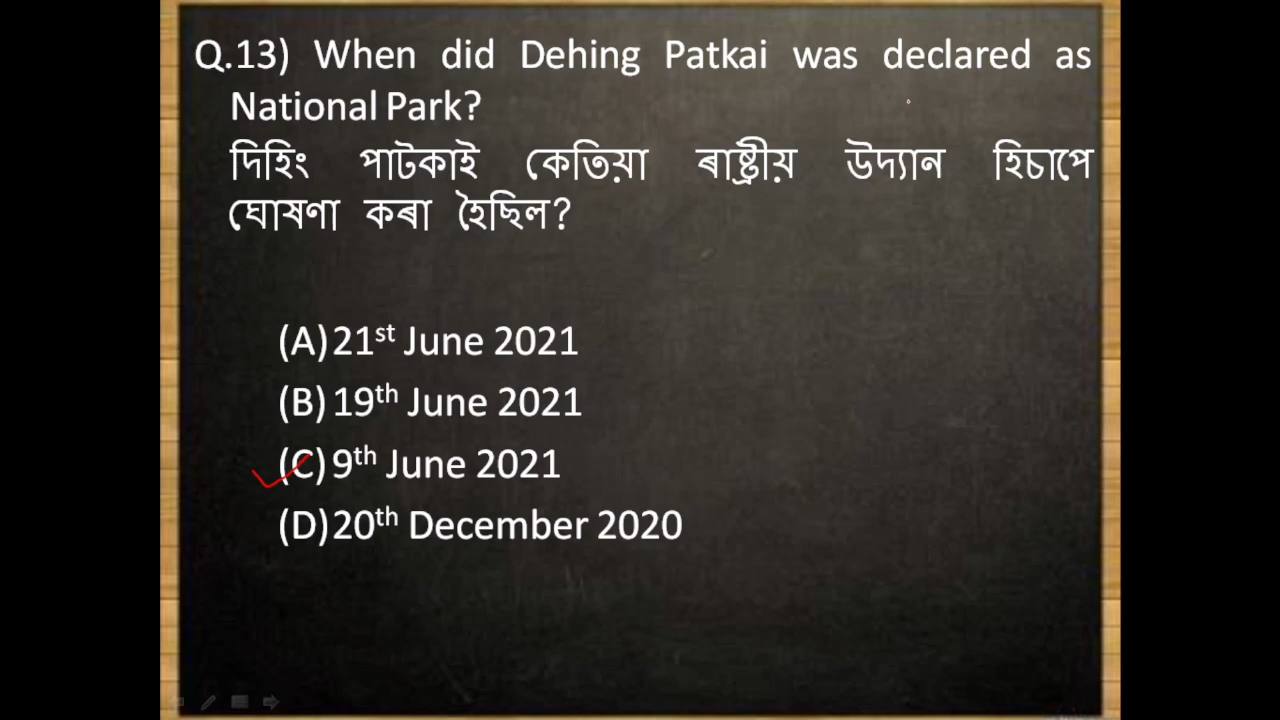 Q.13) When did Dehing Patkai was declared as
National Park?
দিহিং পাটকাই কেতিয়া ৰাষ্ট্ৰীয় উদ্যান হিচাপে
ঘোষণা কৰা হৈছিল?
(A) 21st June 2021
(B) 19th June 2021
(C) 9th June 2021
(D) 20th December 2020